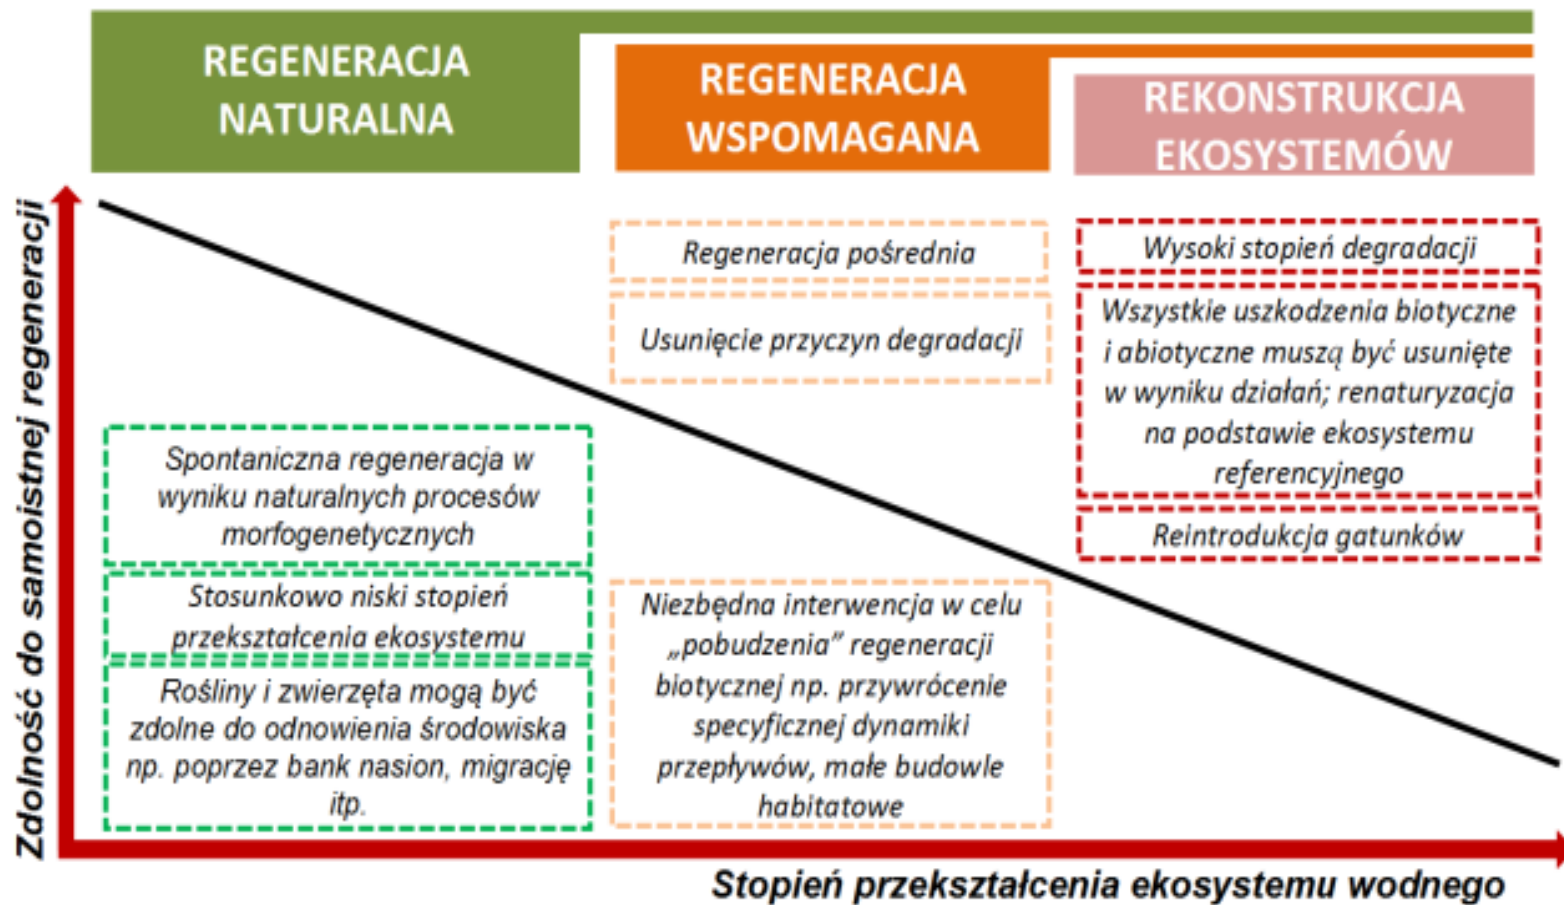 REGENERACJA
NATURALNA
REGENERACJA
WSPOMAGANA
REKONSTRUKCJA
EKOSYSTEMÓW
Zdolność do samoistnej regeneracji
Spontaniczna regeneracja w
wyniku naturalnych procesów
morfogenetycznych
Stosunkowo niski stopień
przekształcenia ekosystemu
Rośliny i zwierzęta mogą być
zdolne do odnowienia środowiska
np. poprzez bank nasion, migrację
itp.
Regeneracja pośrednia
Usunięcie przyczyn degradacji
Niezbędna interwencja w celu
„pobudzenia” regeneracji
biotycznej np. przywrócenie
specyficznej dynamiki
przepływów, małe budowle
habitatowe
Wysoki stopień degradacji
Wszystkie uszkodzenia biotyczne
i abiotyczne muszą być usunięte
w wyniku działań; renaturyzacja
na podstawie ekosystemu
referencyjnego
Reintrodukcja gatunków
Stopień przekształcenia ekosystemu wodnego